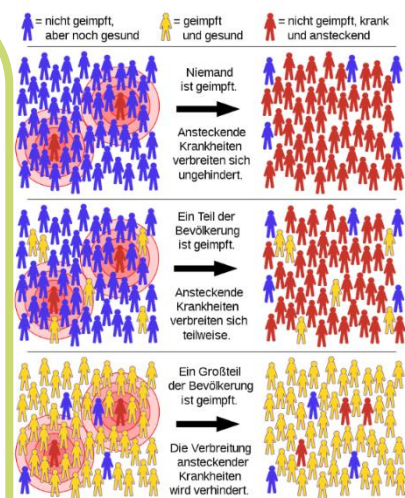 = nicht geimpft,
aber noch gesund
= geimpft
und gesund
= nicht geimpft, krank
und ansteckend
Niemand
ist geimpft.
Ansteckende
Krankheiten
verbreiten sich
ungehindert.
Ein Teil der
Bevölkerung
ist geimpft.
Ansteckende
Krankheiten
verbreiten sich
teilweise.
Ein Großteil
der Bevölkerung
ist geimpft.
Die Verbreitung
ansteckender
Krankheiten
wird verhindert.